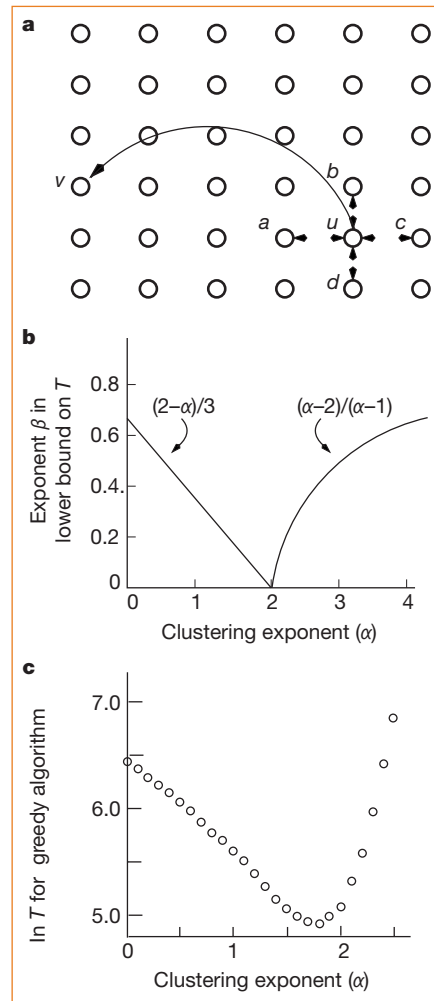 a
v
b
a
u
c
d
b
Exponent β in
lower bound on T
0.8
0.6
0.4
0.2
0
(2–α)/3
(α–2)/(α–1)
0
1
2
3
4
Clustering exponent (α)
c
ln T for greedy algorithm
7.0
6.0
5.0
0
1
2
Clustering exponent (α)